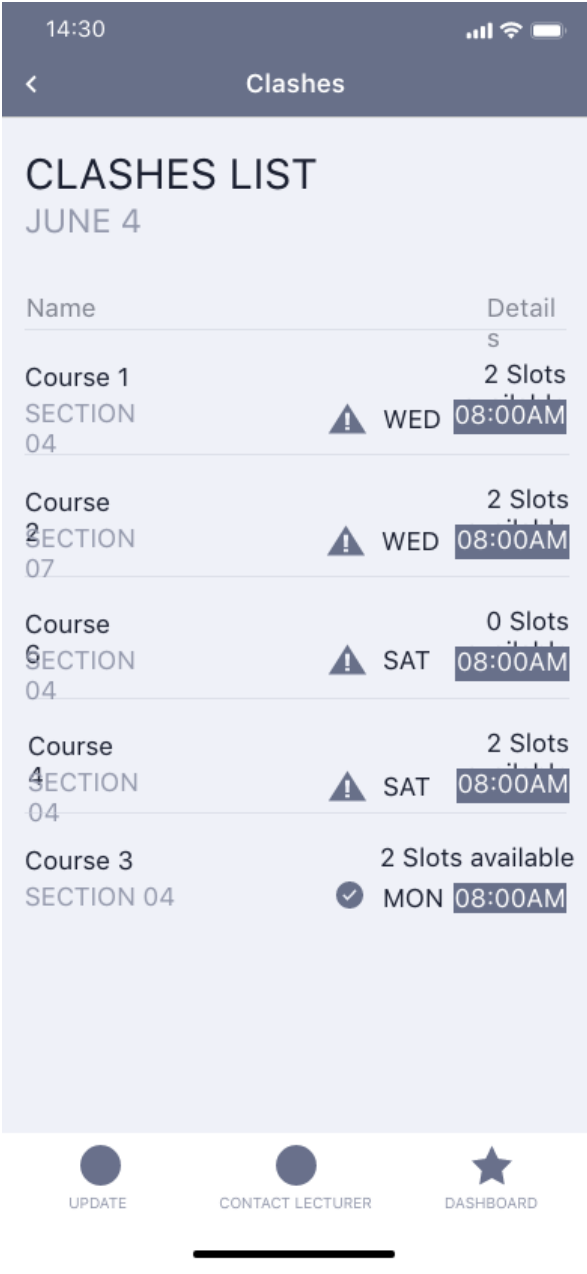 14:30
Clashes
CLASHES LIST
JUNE 4
Name
Details
Course 1
2 Slots
SECTION
04
WED 08:00AM
Course
2
2 Slots
SECTION
07
WED 08:00AM
Course
6
0 Slots
SECTION
04
SAT 08:00AM
Course
4
2 Slots
SECTION
04
SAT 08:00AM
Course 3
2 Slots available
SECTION 04
MON 08:00AM
UPDATE
CONTACT LECTURER
DASHBOARD